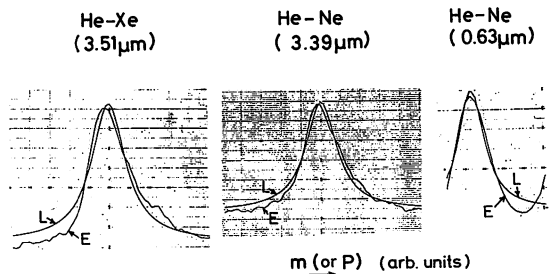 He-Xe
(3.51μm)
He-Ne
(3.39μm)
He-Ne
(0.63μm)
L
E
L
E
L
E
m (or P) (arb. units)